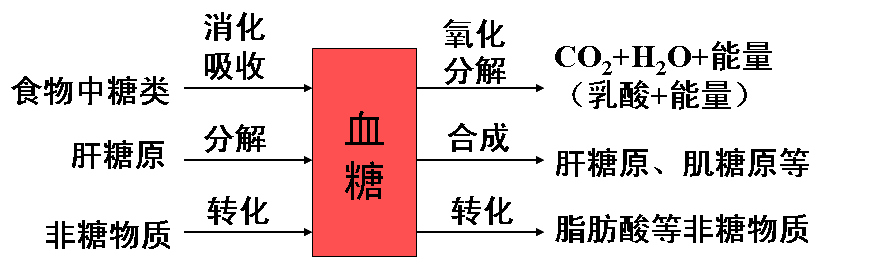 食物中糖类
消化
吸收
肝糖原
分解
非糖物质
转化
血
糖
氧化
分解
CO₂+H₂O+能量
（乳酸+能量）
合成
肝糖原、肌糖原等
转化
脂肪酸等非糖物质